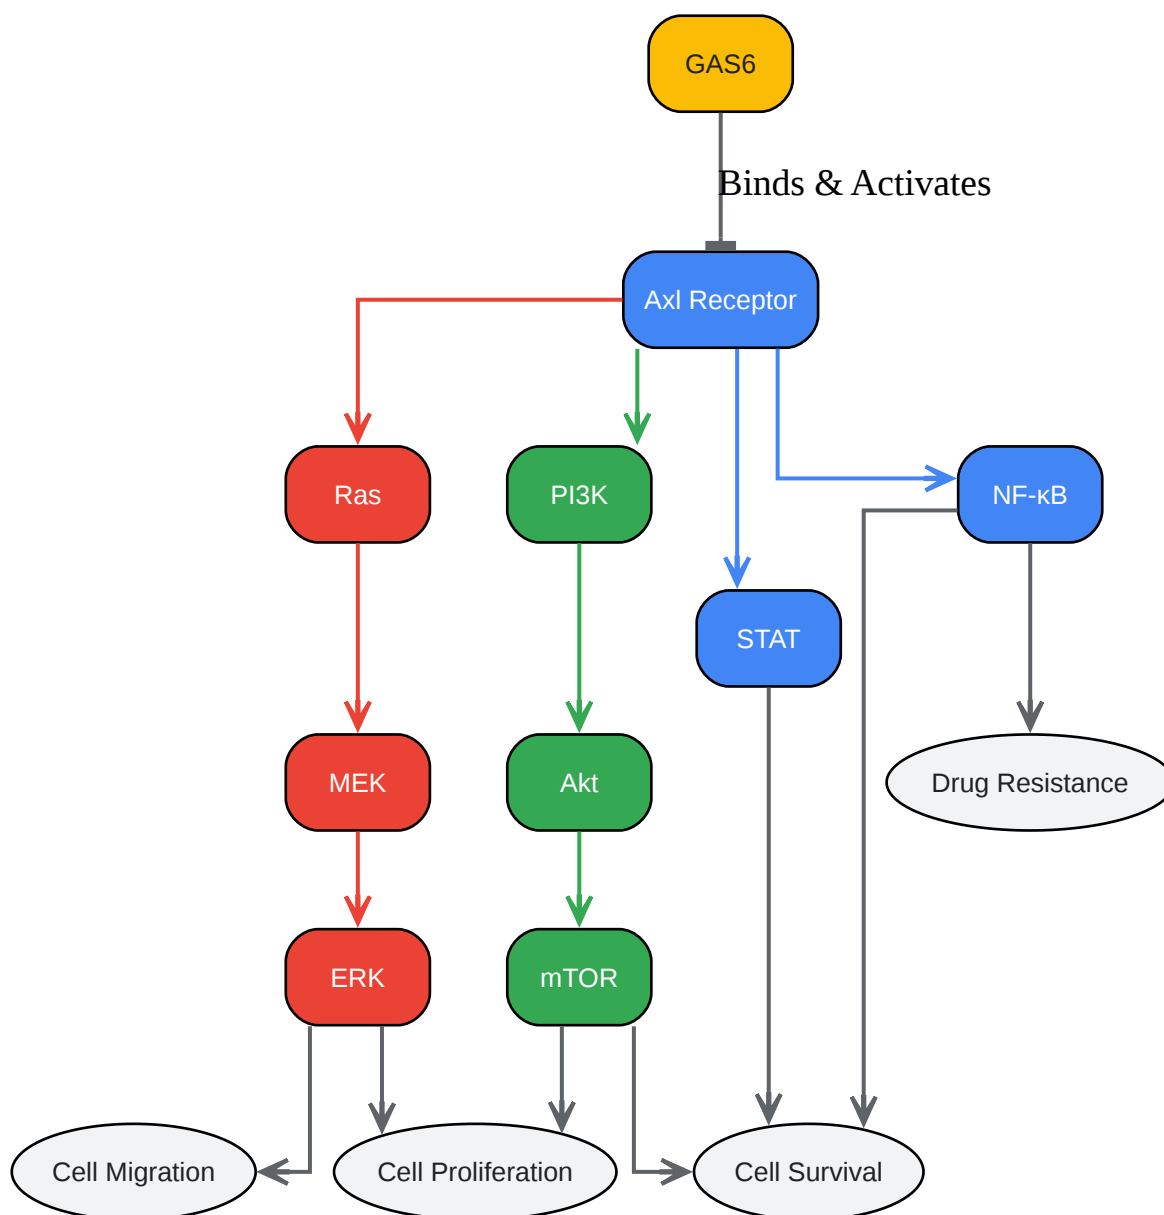 GAS6
Binds & Activates
Axl Receptor
Ras
PI3K
NF-κB
STAT
MEK
Akt
Drug Resistance
ERK
mTOR
Cell Migration
Cell Proliferation
Cell Survival